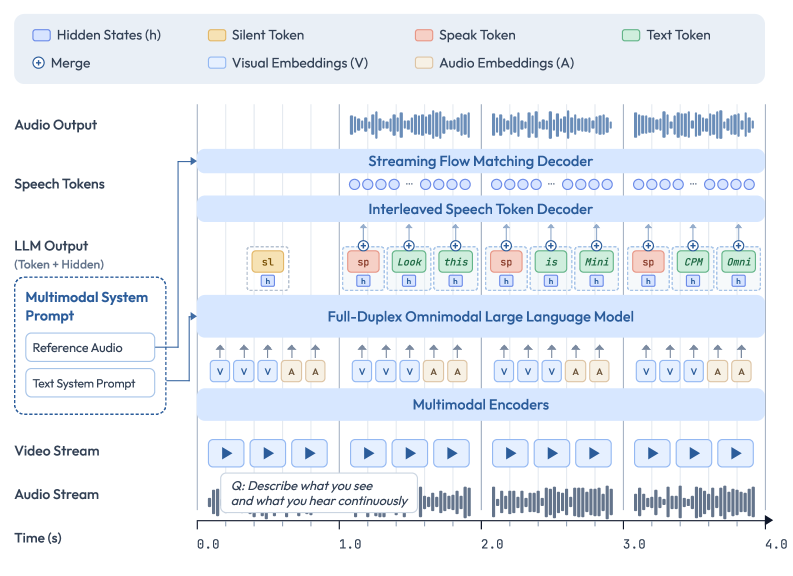 Hidden States (h)
Silent Token
Speak Token
Text Token
Merge
Visual Embeddings (V)
Audio Embeddings (A)
Audio Output
Streaming Flow Matching Decoder
Speech Tokens
... ... ...
Interleaved Speech Token Decoder
LLM Output
(Token + Hidden)
sl sp Look this sp is Mini sp CPM Omni
h h h h h h h h h h
Multimodal System
Prompt
Reference Audio
Text System Prompt
Full-Duplex Omnimodal Large Language Model
V V V A A V V V A A V V V A A V V V A A
Multimodal Encoders
Video Stream
Audio Stream
Q: Describe what you see
and what you hear continuously
Time (s)
0.0 1.0 2.0 3.0 4.0